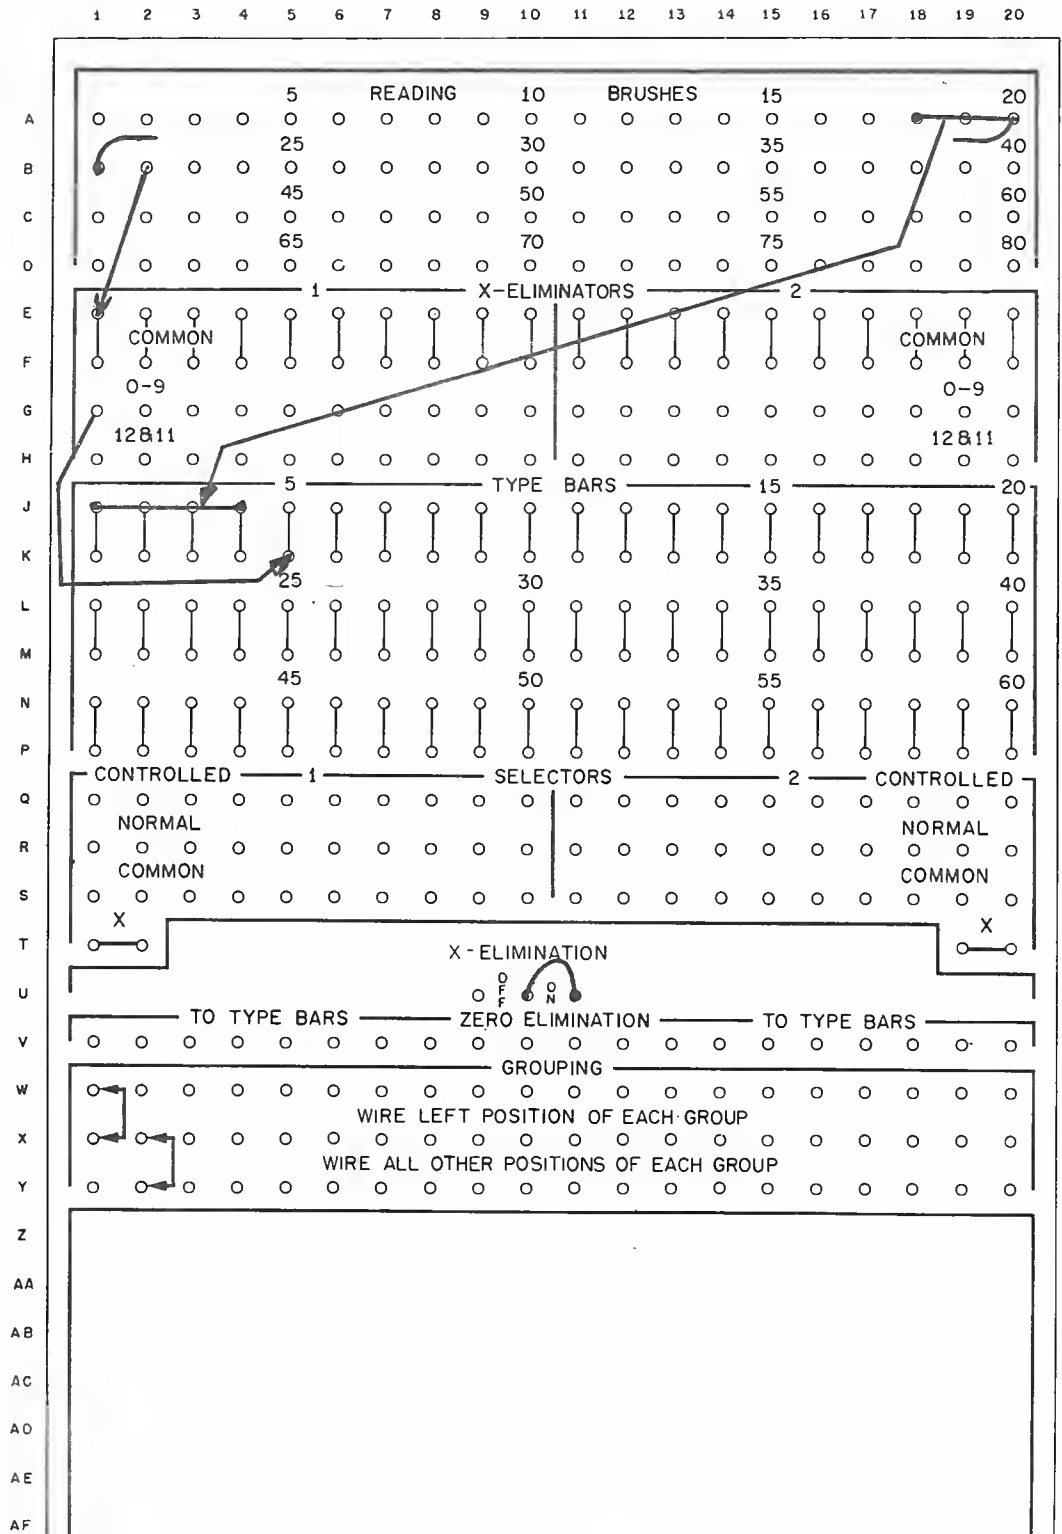 1 2 3 4 5 6 7 8 9 10 11 12 13 14 15 16 17 18 19 20
5 READING 10 BRUSHES 15 20
A
25 30 35 40
B
45 50 55 60
C
65 70 75 80
D
1 X-ELIMINATORS 2
E
COMMON COMMON
F
0-9 0-9
G
12&11 12&11
H
5 TYPE BARS 15 20
J
K
25 30 35 40
L
M
45 50 55 60
N
P
CONTROLLED 1 SELECTORS 2 CONTROLLED
Q
NORMAL NORMAL
R
COMMON COMMON
S
X X
T
X-ELIMINATION
U OFF ON
TO TYPE BARS ZERO ELIMINATION TO TYPE BARS
V
GROUPING
W
WIRE LEFT POSITION OF EACH GROUP
X
WIRE ALL OTHER POSITIONS OF EACH GROUP
Y
Z
AA
AB
AC
AD
AE
AF